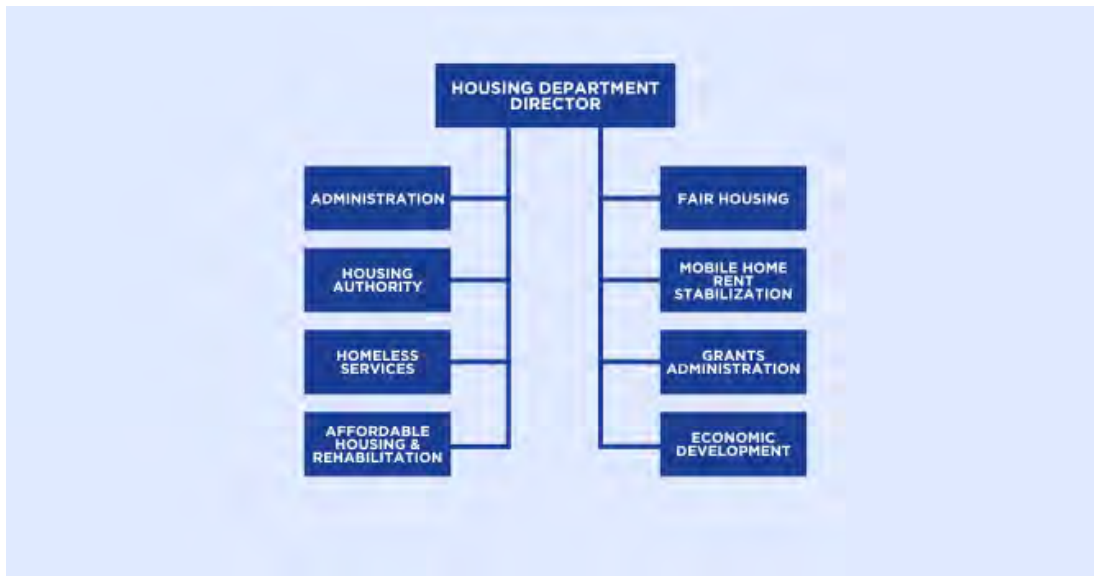 HOUSING DEPARTMENT
DIRECTOR
ADMINISTRATION
HOUSING
AUTHORITY
HOMELESS
SERVICES
AFFORDABLE
HOUSING &
REHABILITATION
FAIR HOUSING
MOBILE HOME
RENT
STABILIZATION
GRANTS
ADMINISTRATION
ECONOMIC
DEVELOPMENT